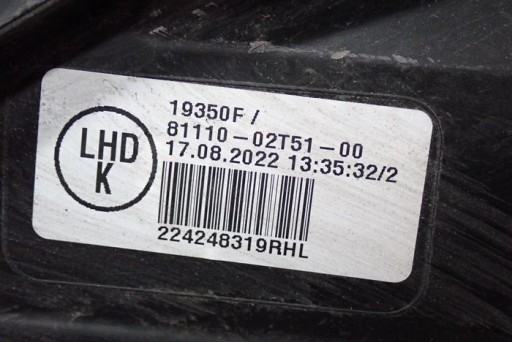 LHD
K
19350F /
81110-02T51-00
17.08.2022 13:35:32/2
224248319RHL